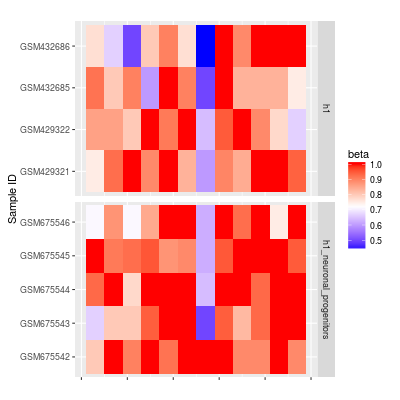 GSM432686
GSM432685
GSM429322
GSM429321
h1
GSM675546
GSM675545
GSM675544
GSM675543
GSM675542
h1_neuronal_progenitors
Sample ID
beta
1.0
0.9
0.8
0.7
0.6
0.5